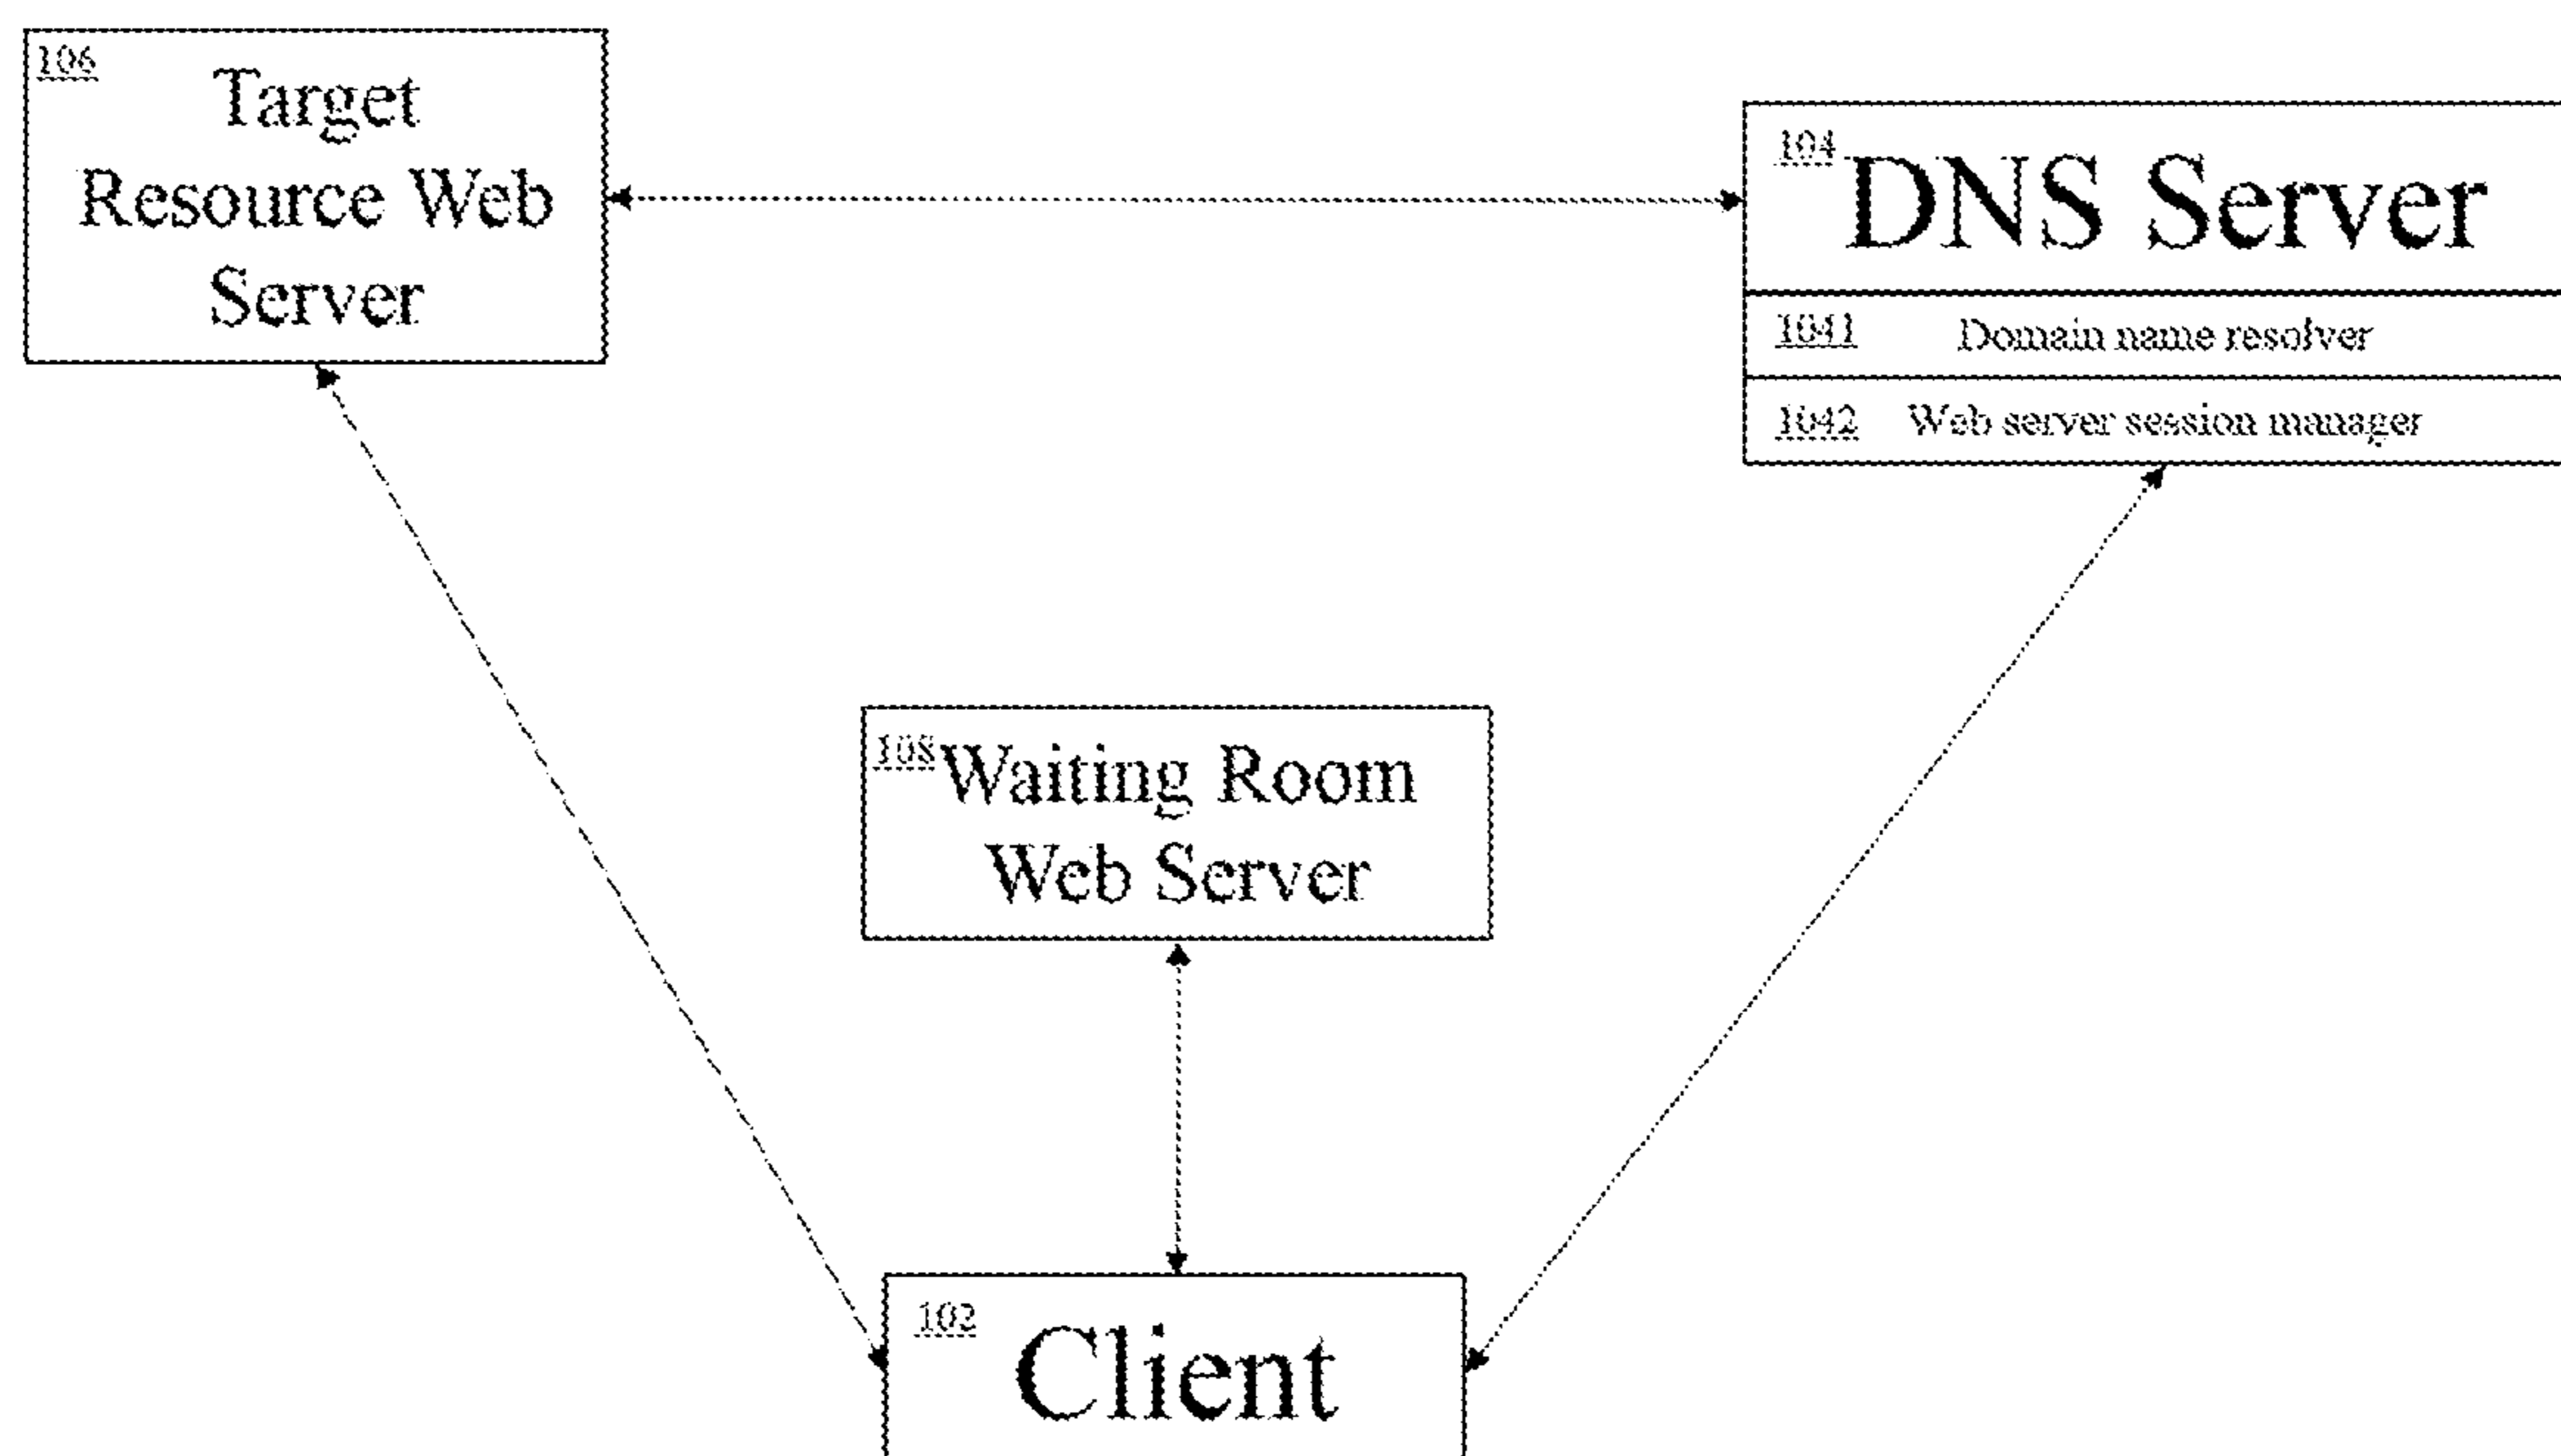 106
Target
Resource Web
Server
104
DNS Server
1041 Domain name resolver
1042 Web server session manager
108
Waiting Room
Web Server
102
Client